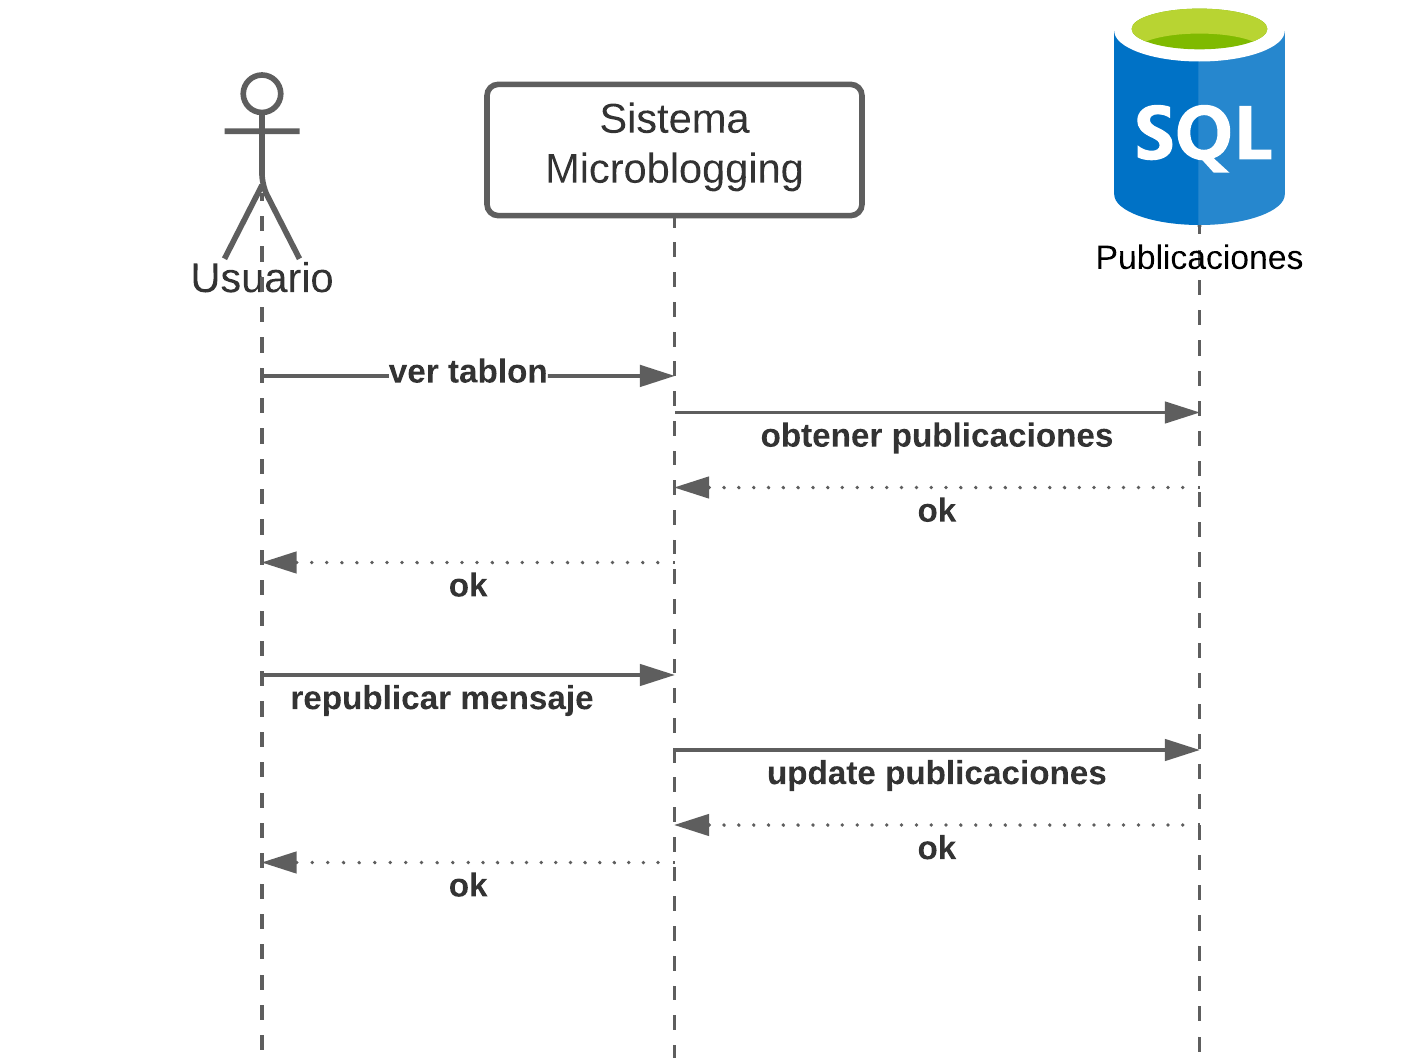 SQL
Sistema
Microblogging
Publicaciones
Usuario
ver tablon
obtener publicaciones
ok
ok
republicar mensaje
update publicaciones
ok
ok